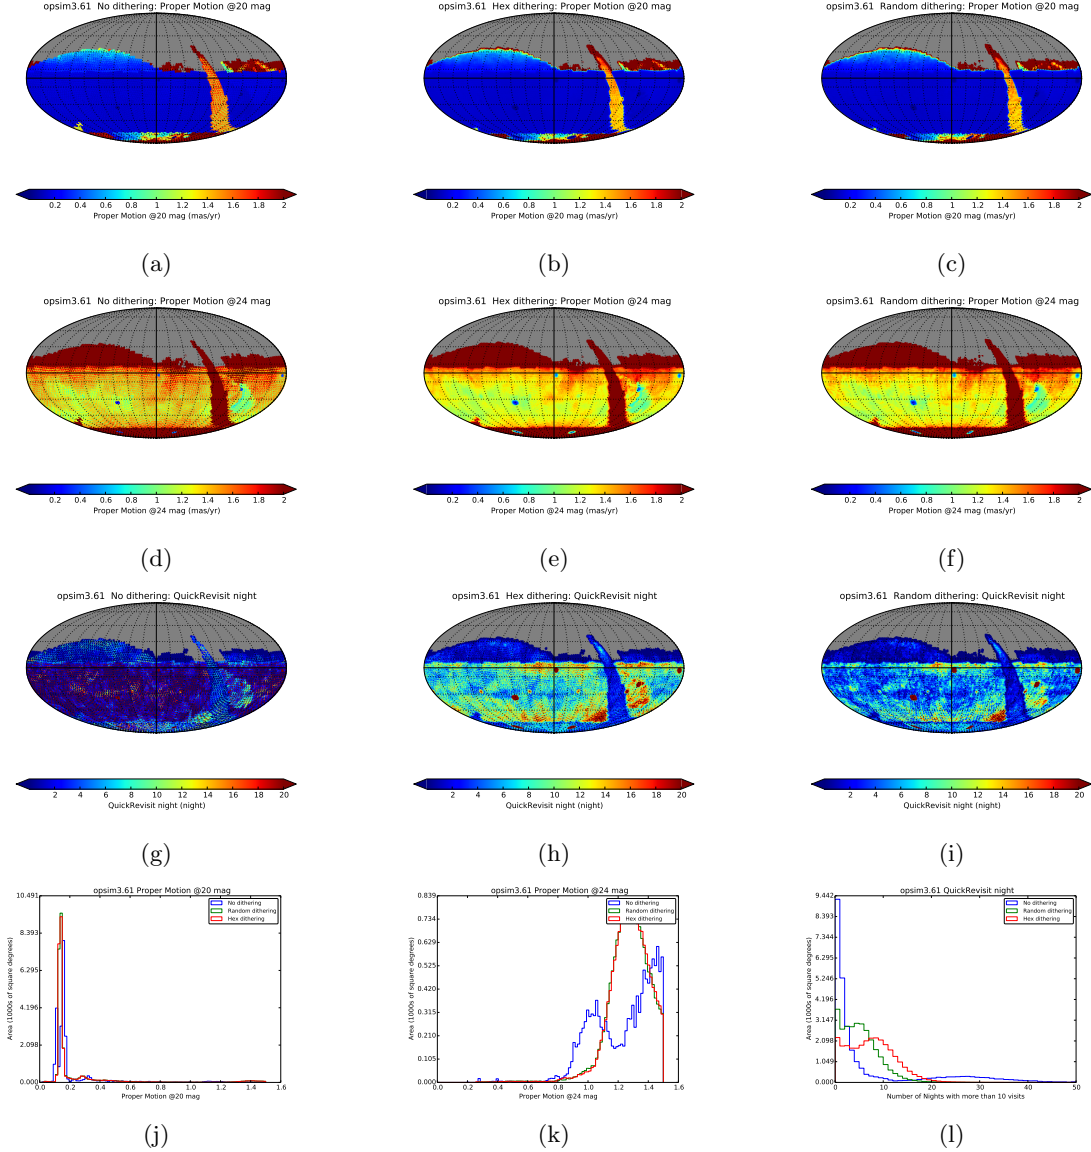 opsim3.61 No dithering: Proper Motion @20 mag
opsim3.61 Hex dithering: Proper Motion @20 mag
opsim3.61 Random dithering: Proper Motion @20 mag
0.2 0.4 0.6 0.8 1 1.2 1.4 1.6 1.8 2
0.2 0.4 0.6 0.8 1 1.2 1.4 1.6 1.8 2
0.2 0.4 0.6 0.8 1 1.2 1.4 1.6 1.8 2
Proper Motion @20 mag (mas/yr)
Proper Motion @20 mag (mas/yr)
Proper Motion @20 mag (mas/yr)
(a)
(b)
(c)
opsim3.61 No dithering: Proper Motion @24 mag
opsim3.61 Hex dithering: Proper Motion @24 mag
opsim3.61 Random dithering: Proper Motion @24 mag
0.2 0.4 0.6 0.8 1 1.2 1.4 1.6 1.8 2
0.2 0.4 0.6 0.8 1 1.2 1.4 1.6 1.8 2
0.2 0.4 0.6 0.8 1 1.2 1.4 1.6 1.8 2
Proper Motion @24 mag (mas/yr)
Proper Motion @24 mag (mas/yr)
Proper Motion @24 mag (mas/yr)
(d)
(e)
(f)
opsim3.61 No dithering: QuickRevisit night
opsim3.61 Hex dithering: QuickRevisit night
opsim3.61 Random dithering: QuickRevisit night
2 4 6 8 10 12 14 16 18 20
2 4 6 8 10 12 14 16 18 20
2 4 6 8 10 12 14 16 18 20
QuickRevisit night (night)
QuickRevisit night (night)
QuickRevisit night (night)
(g)
(h)
(i)
opsim3.61 Proper Motion @20 mag
10.491
8.393
6.295
4.196
2.098
0.000
Area (1000s of square degrees)
No dithering
Random dithering
Hex dithering
0.0 0.2 0.4 0.6 0.8 1.0 1.2 1.4 1.6
Proper Motion @20 mag
(j)
opsim3.61 Proper Motion @24 mag
0.839
0.734
0.629
0.525
0.420
0.315
0.210
0.105
0.000
Area (1000s of square degrees)
No dithering
Random dithering
Hex dithering
0.0 0.2 0.4 0.6 0.8 1.0 1.2 1.4 1.6
Proper Motion @24 mag
(k)
opsim3.61 QuickRevisit night
9.442
8.393
7.344
6.295
5.246
4.196
3.147
2.098
1.049
0.000
Area (1000s of square degrees)
No dithering
Random dithering
Hex dithering
0 10 20 30 40 50
Number of Nights with more than 10 visits
(l)